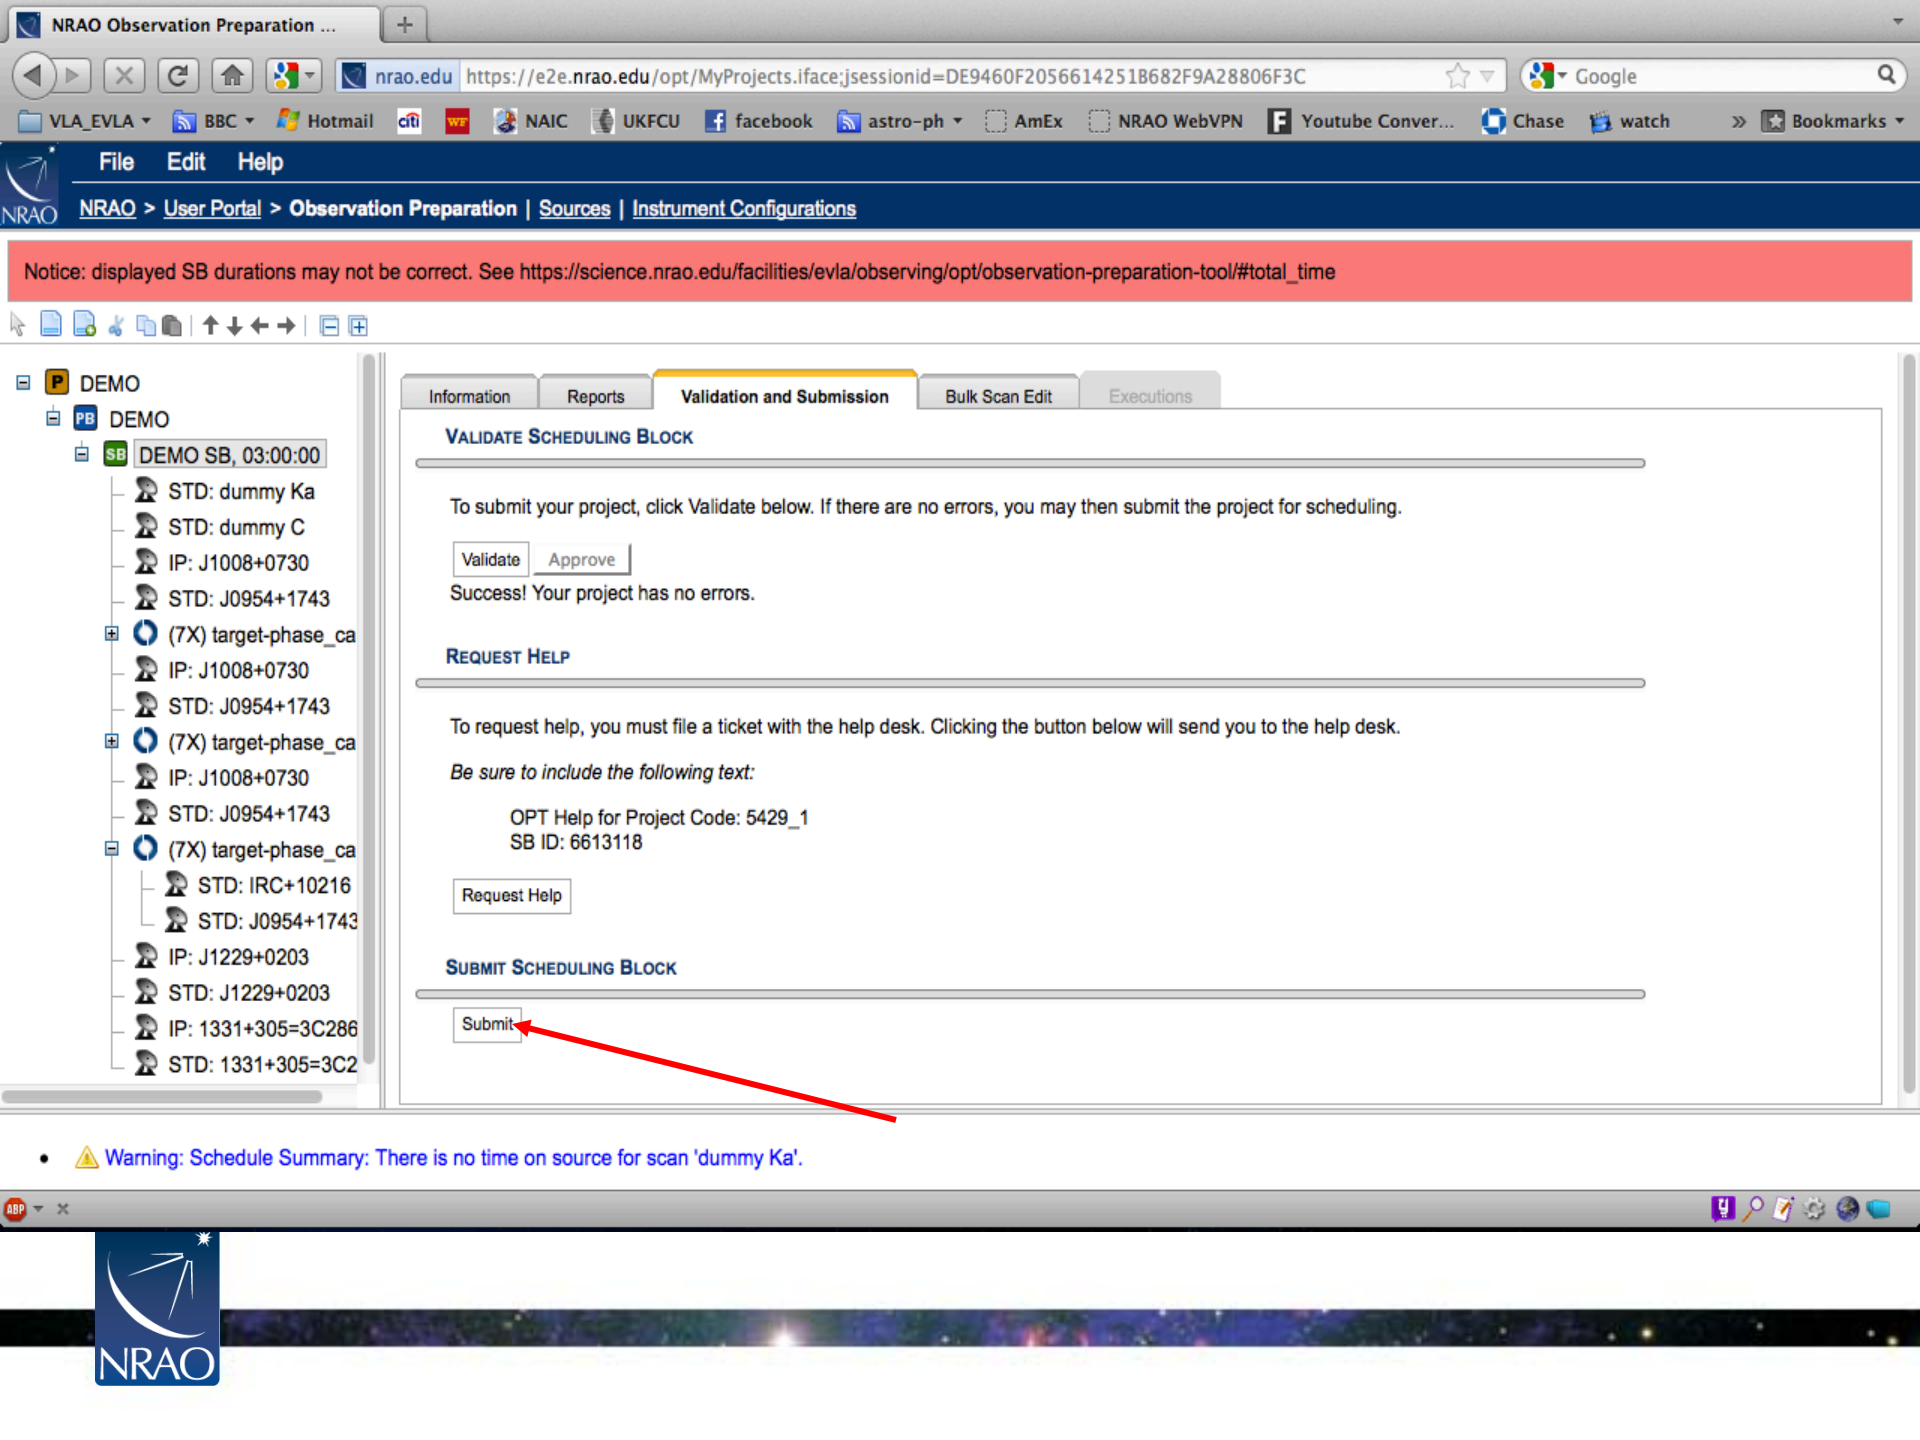 NRAO Observation Preparation ...
nrao.edu https://e2e.nrao.edu/opt/MyProjects.iface;jsessionid=DE9460F2056614251B682F9A28806F3C Google
VLA_EVLA BBC Hotmail citi WF NAIC UKFCU facebook astro-ph AmEx NRAO WebVPN F Youtube Conver... Chase watch » Bookmarks
File Edit Help
NRAO NRAO > User Portal > Observation Preparation | Sources | Instrument Configurations
Notice: displayed SB durations may not be correct. See https://science.nrao.edu/facilities/evla/observing/opt/observation-preparation-tool/#total_time
P DEMO
PB DEMO
SB DEMO SB, 03:00:00
STD: dummy Ka
STD: dummy C
IP: J1008+0730
STD: J0954+1743
(7X) target-phase_ca
IP: J1008+0730
STD: J0954+1743
(7X) target-phase_ca
IP: J1008+0730
STD: J0954+1743
(7X) target-phase_ca
STD: IRC+10216
STD: J0954+1743
IP: J1229+0203
STD: J1229+0203
IP: 1331+305=3C286
STD: 1331+305=3C2
Information Reports Validation and Submission Bulk Scan Edit Executions
VALIDATE SCHEDULING BLOCK
To submit your project, click Validate below. If there are no errors, you may then submit the project for scheduling.
Validate Approve
Success! Your project has no errors.
REQUEST HELP
To request help, you must file a ticket with the help desk. Clicking the button below will send you to the help desk.
Be sure to include the following text:
OPT Help for Project Code: 5429_1
SB ID: 6613118
Request Help
SUBMIT SCHEDULING BLOCK
Submit
Warning: Schedule Summary: There is no time on source for scan 'dummy Ka'.
ABP
NRAO